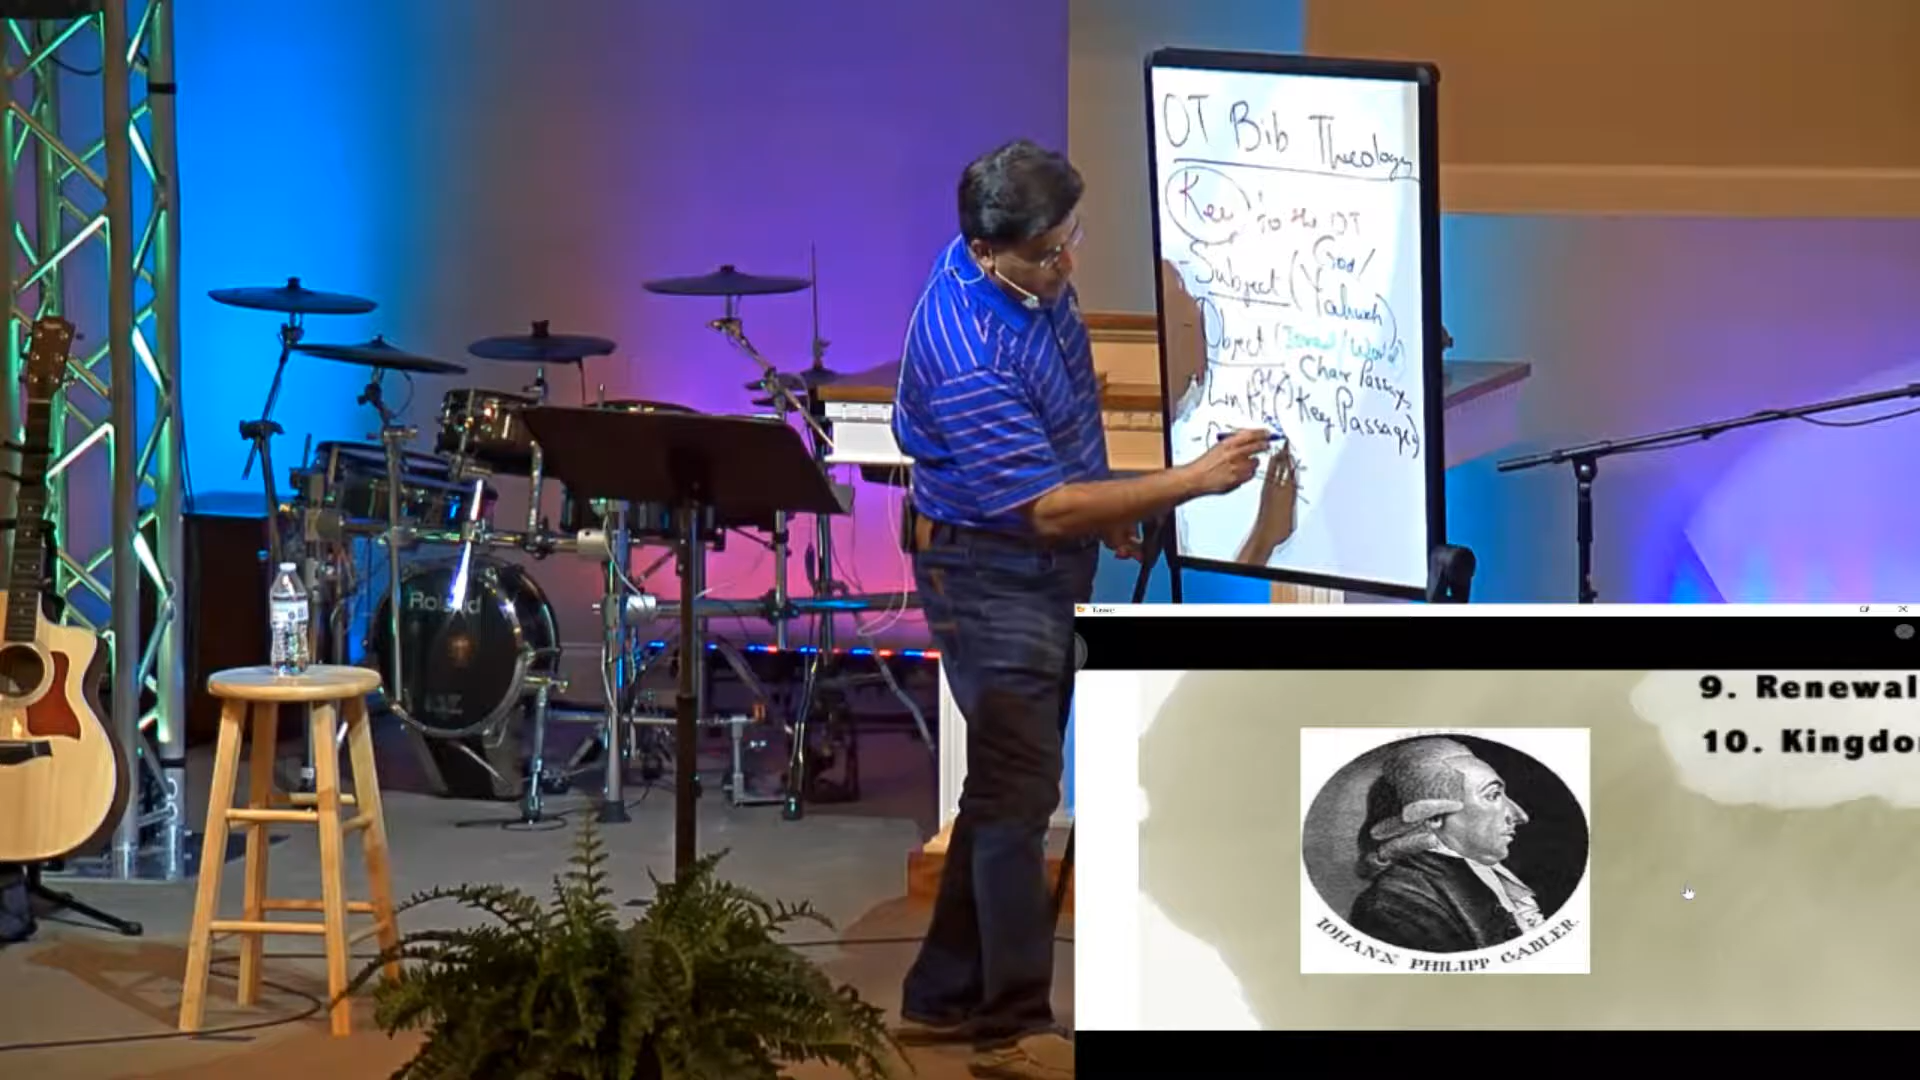 OT Bib Theology
Key to the OT
- Subject (God/
Yahweh)
Object (Israel/World)
Char Passages
Link (Key Passages)
Roland
9. Renewal
10. Kingdo
IOHANN PHILIPP GABLER.